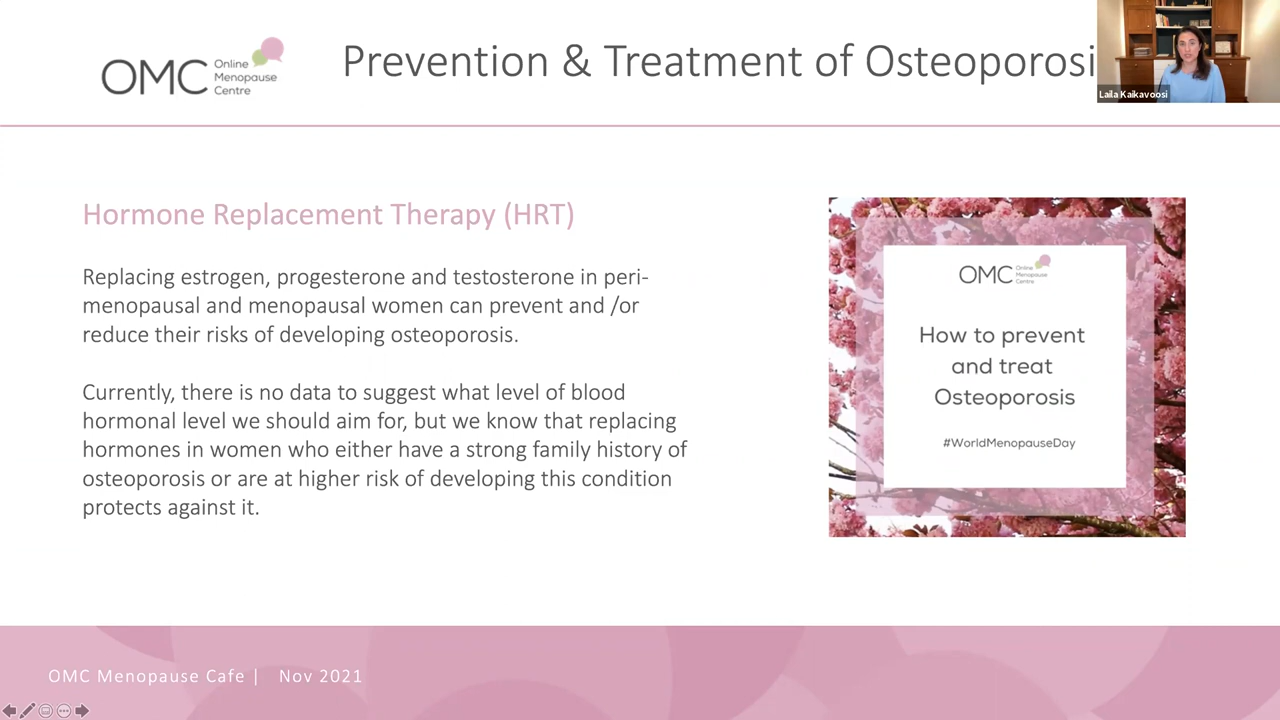 OMC Online
Menopause
Centre
Prevention & Treatment of Osteoporosi
Laila Kaikavoosi
Hormone Replacement Therapy (HRT)
Replacing estrogen, progesterone and testosterone in peri-
menopausal and menopausal women can prevent and /or
reduce their risks of developing osteoporosis.
Currently, there is no data to suggest what level of blood
hormonal level we should aim for, but we know that replacing
hormones in women who either have a strong family history of
osteoporosis or are at higher risk of developing this condition
protects against it.
OMC Online
Menopause
Centre
How to prevent
and treat
Osteoporosis
#WorldMenopauseDay
OMC Menopause Cafe | Nov 2021